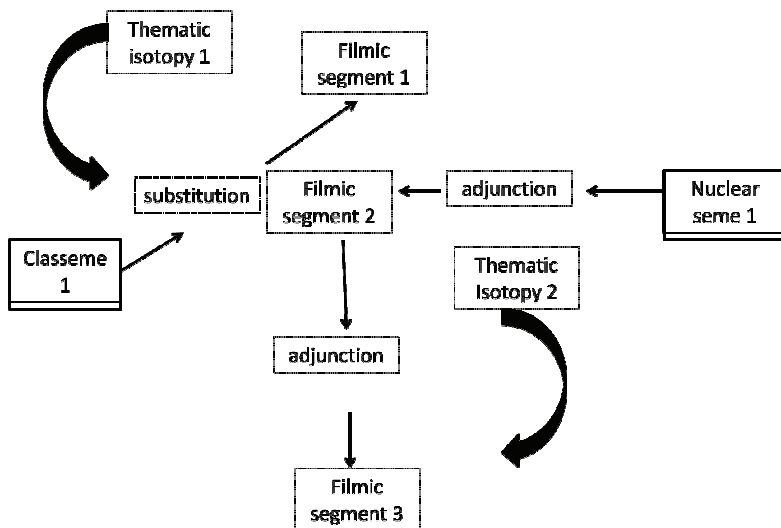 Thematic
isotopy 1
Filmic
segment 1
substitution
Filmic
segment 2
adjunction
Nuclear
seme 1
Classeme
1
Thematic
Isotopy 2
adjunction
Filmic
segment 3